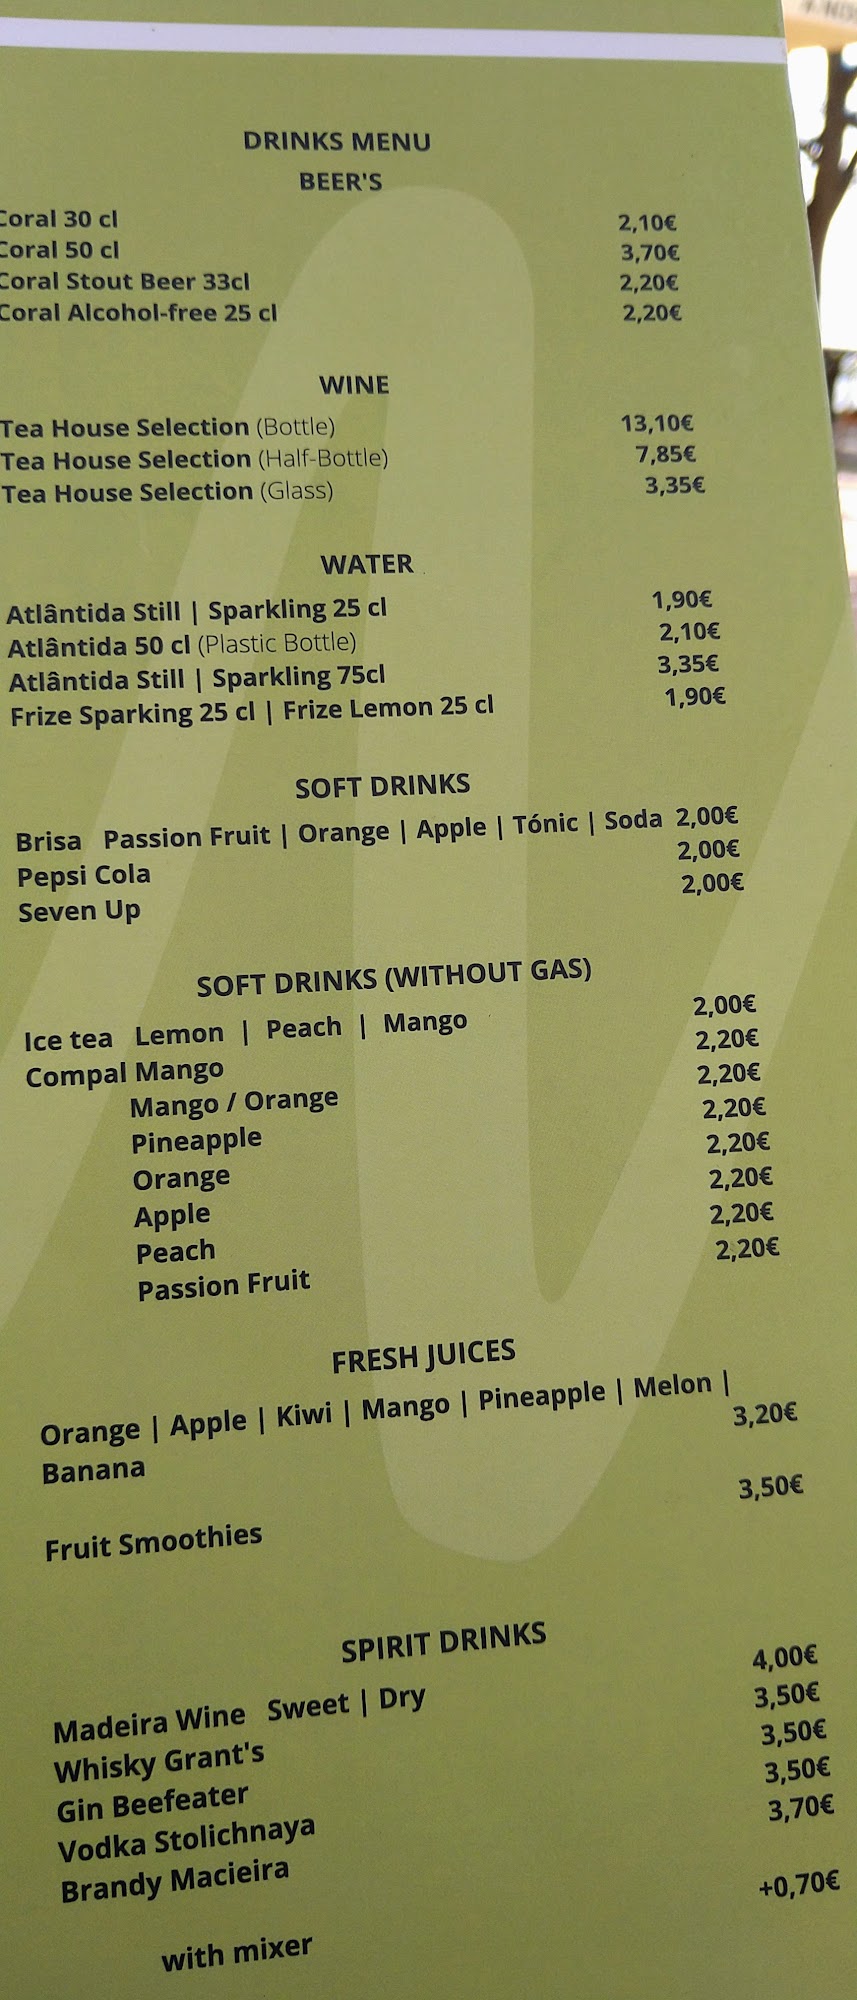 DRINKS MENU
BEER'S
Coral 30 cl 2,10€
Coral 50 cl 3,70€
Coral Stout Beer 33cl 2,20€
Coral Alcohol-free 25 cl 2,20€
WINE
Tea House Selection (Bottle) 13,10€
Tea House Selection (Half-Bottle) 7,85€
Tea House Selection (Glass) 3,35€
WATER
Atlântida Still | Sparkling 25 cl 1,90€
Atlântida 50 cl (Plastic Bottle) 2,10€
Atlântida Still | Sparkling 75cl 3,35€
Frize Sparking 25 cl | Frize Lemon 25 cl 1,90€
SOFT DRINKS
Brisa Passion Fruit | Orange | Apple | Tónic | Soda 2,00€
Pepsi Cola 2,00€
Seven Up 2,00€
SOFT DRINKS (WITHOUT GAS)
Ice tea Lemon | Peach | Mango 2,00€
Compal Mango 2,20€
Mango / Orange 2,20€
Pineapple 2,20€
Orange 2,20€
Apple 2,20€
Peach 2,20€
Passion Fruit 2,20€
FRESH JUICES
Orange | Apple | Kiwi | Mango | Pineapple | Melon |
Banana 3,20€
Fruit Smoothies 3,50€
SPIRIT DRINKS
Madeira Wine Sweet | Dry 4,00€
Whisky Grant's 3,50€
Gin Beefeater 3,50€
Vodka Stolichnaya 3,50€
Brandy Macieira 3,70€
with mixer +0,70€